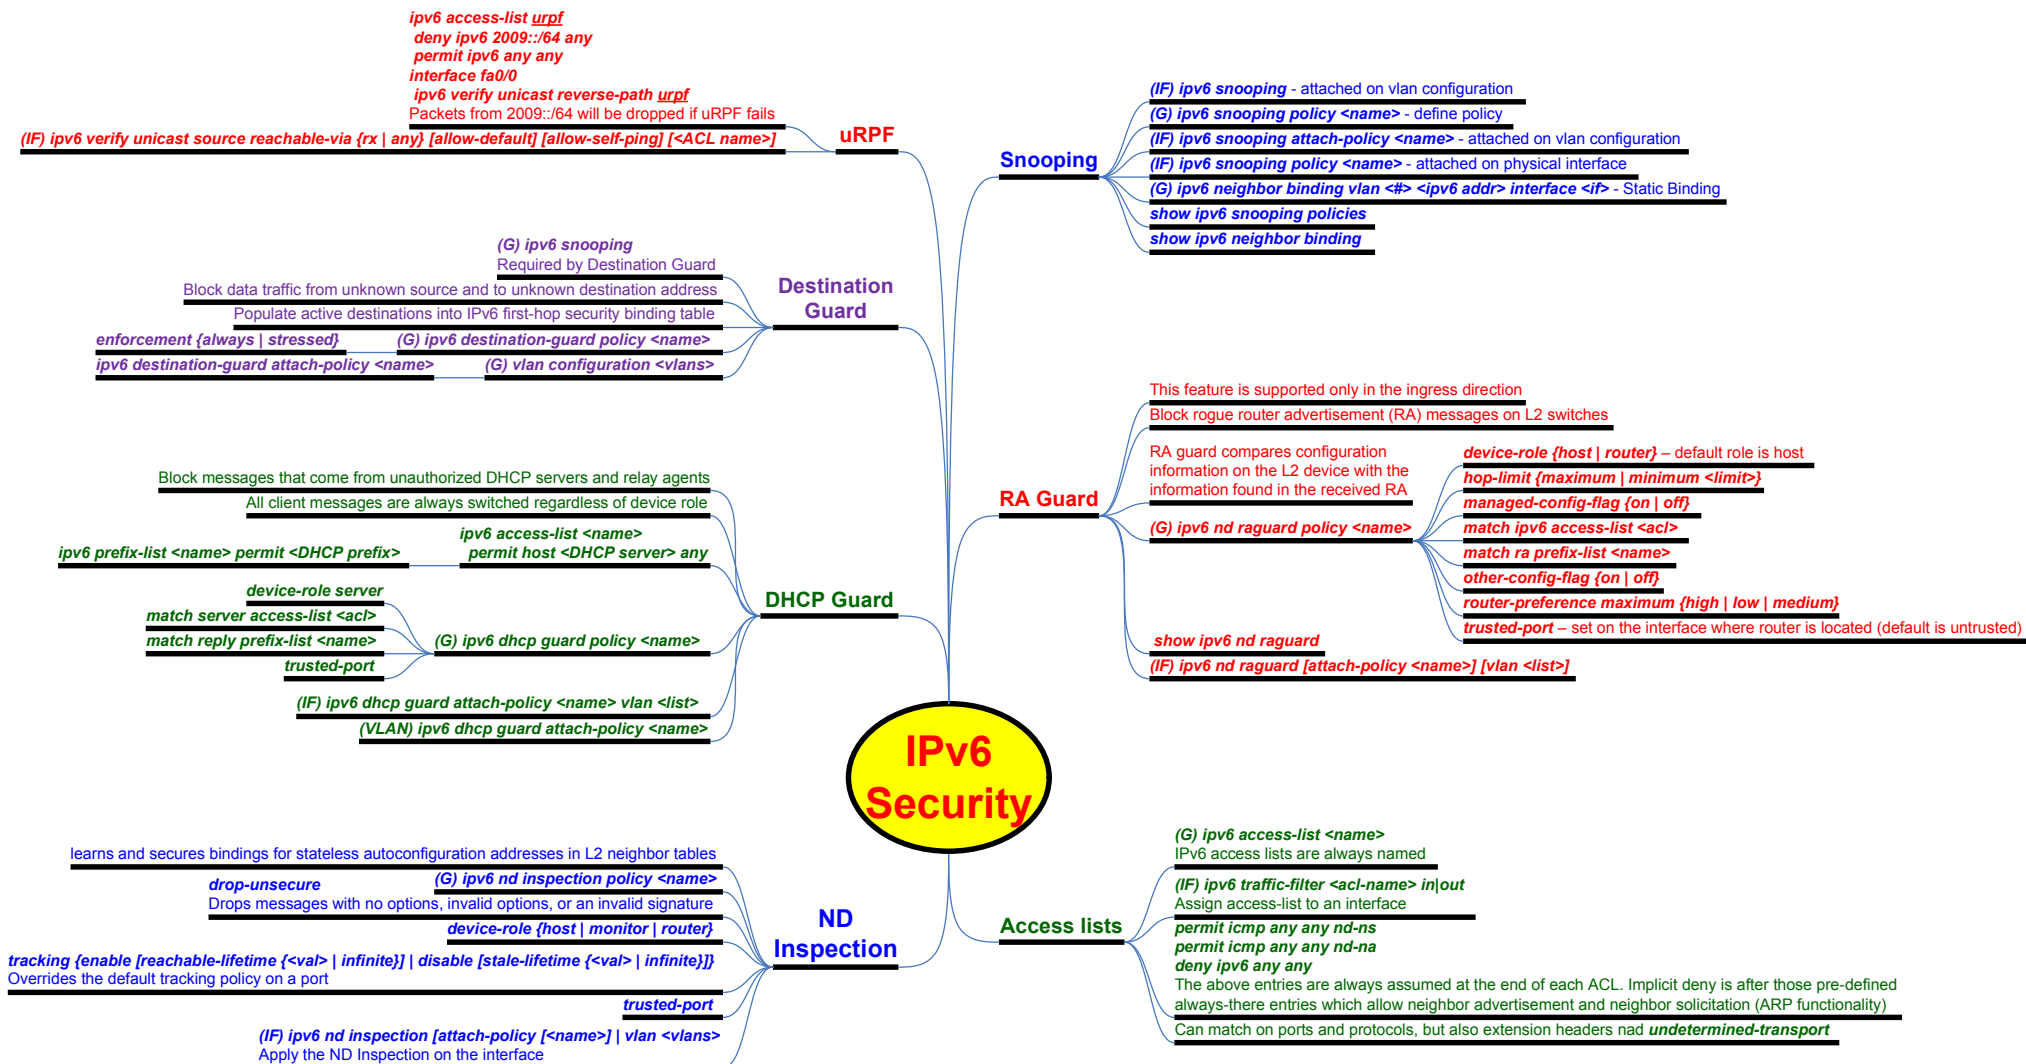 ipv6 access-list urpf
deny ipv6 2009::/64 any
permit ipv6 any any
interface fa0/0
ipv6 verify unicast reverse-path urpf
Packets from 2009::/64 will be dropped if uRPF fails
(IF) ipv6 verify unicast source reachable-via {rx | any} [allow-default] [allow-self-ping] [<ACL name>]
uRPF
(G) ipv6 snooping
Required by Destination Guard
Block data traffic from unknown source and to unknown destination address
Populate active destinations into IPv6 first-hop security binding table
enforcement {always | stressed}
(G) ipv6 destination-guard policy <name>
ipv6 destination-guard attach-policy <name>
(G) vlan configuration <vlans>
Destination
Guard
Block messages that come from unauthorized DHCP servers and relay agents
All client messages are always switched regardless of device role
ipv6 access-list <name>
permit host <DHCP server> any
ipv6 prefix-list <name> permit <DHCP prefix>
device-role server
match server access-list <acl>
match reply prefix-list <name>
trusted-port
(G) ipv6 dhcp guard policy <name>
(IF) ipv6 dhcp guard attach-policy <name> vlan <list>
(VLAN) ipv6 dhcp guard attach-policy <name>
DHCP Guard
IPv6
Security
learns and secures bindings for stateless autoconfiguration addresses in L2 neighbor tables
(G) ipv6 nd inspection policy <name>
drop-unsecure
Drops messages with no options, invalid options, or an invalid signature
device-role {host | monitor | router}
tracking {enable [reachable-lifetime {<val> | infinite}] | disable [stale-lifetime {<val> | infinite}]}
Overrides the default tracking policy on a port
trusted-port
(IF) ipv6 nd inspection [attach-policy [<name>] | vlan <vlans>
Apply the ND Inspection on the interface
ND
Inspection
Snooping
(IF) ipv6 snooping - attached on vlan configuration
(G) ipv6 snooping policy <name> - define policy
(IF) ipv6 snooping attach-policy <name> - attached on vlan configuration
(IF) ipv6 snooping policy <name> - attached on physical interface
(G) ipv6 neighbor binding vlan <#> <ipv6 addr> interface <if> - Static Binding
show ipv6 snooping policies
show ipv6 neighbor binding
RA Guard
This feature is supported only in the ingress direction
Block rogue router advertisement (RA) messages on L2 switches
RA guard compares configuration
information on the L2 device with the
information found in the received RA
(G) ipv6 nd raguard policy <name>
device-role {host | router} – default role is host
hop-limit {maximum | minimum <limit>}
managed-config-flag {on | off}
match ipv6 access-list <acl>
match ra prefix-list <name>
other-config-flag {on | off}
router-preference maximum {high | low | medium}
trusted-port – set on the interface where router is located (default is untrusted)
show ipv6 nd raguard
(IF) ipv6 nd raguard [attach-policy <name>] [vlan <list>]
Access lists
(G) ipv6 access-list <name>
IPv6 access lists are always named
(IF) ipv6 traffic-filter <acl-name> in|out
Assign access-list to an interface
permit icmp any any nd-ns
permit icmp any any nd-na
deny ipv6 any any
The above entries are always assumed at the end of each ACL. Implicit deny is after those pre-defined
always-there entries which allow neighbor advertisement and neighbor solicitation (ARP functionality)
Can match on ports and protocols, but also extension headers nad undetermined-transport